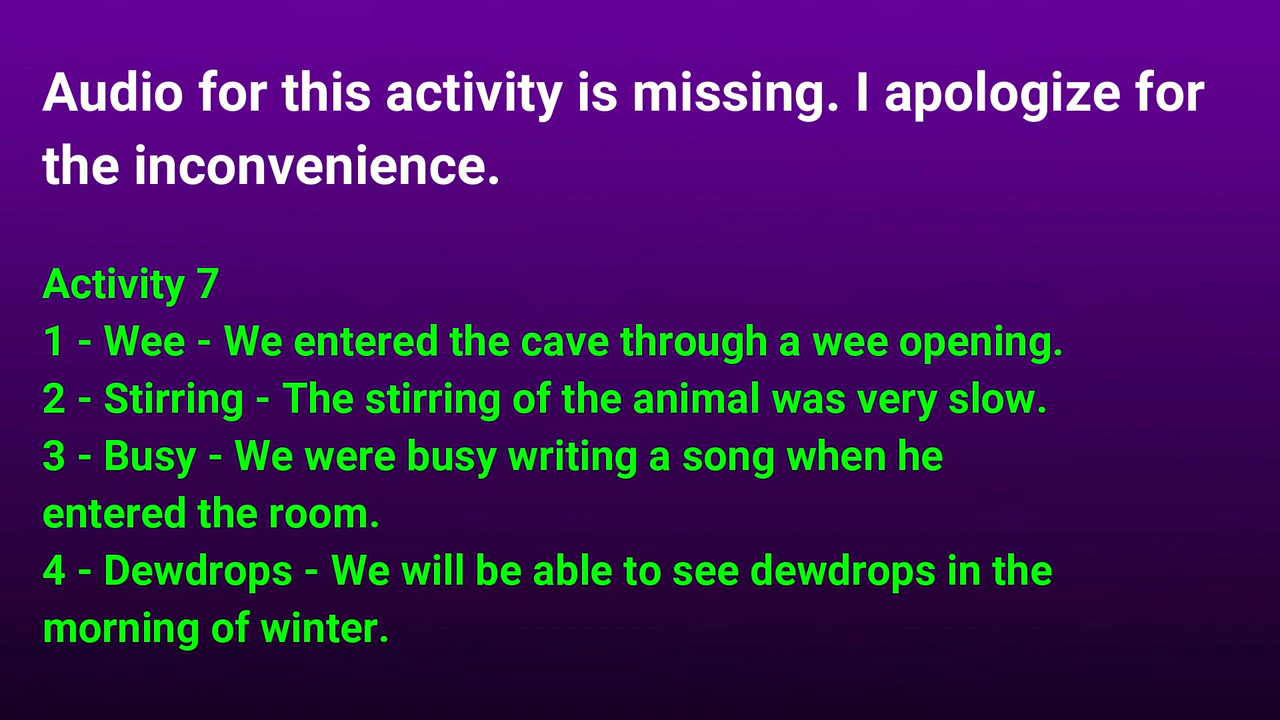 Audio for this activity is missing. I apologize for
the inconvenience.
Activity 7
1 - Wee - We entered the cave through a wee opening.
2 - Stirring - The stirring of the animal was very slow.
3 - Busy - We were busy writing a song when he
entered the room.
4 - Dewdrops - We will be able to see dewdrops in the
morning of winter.